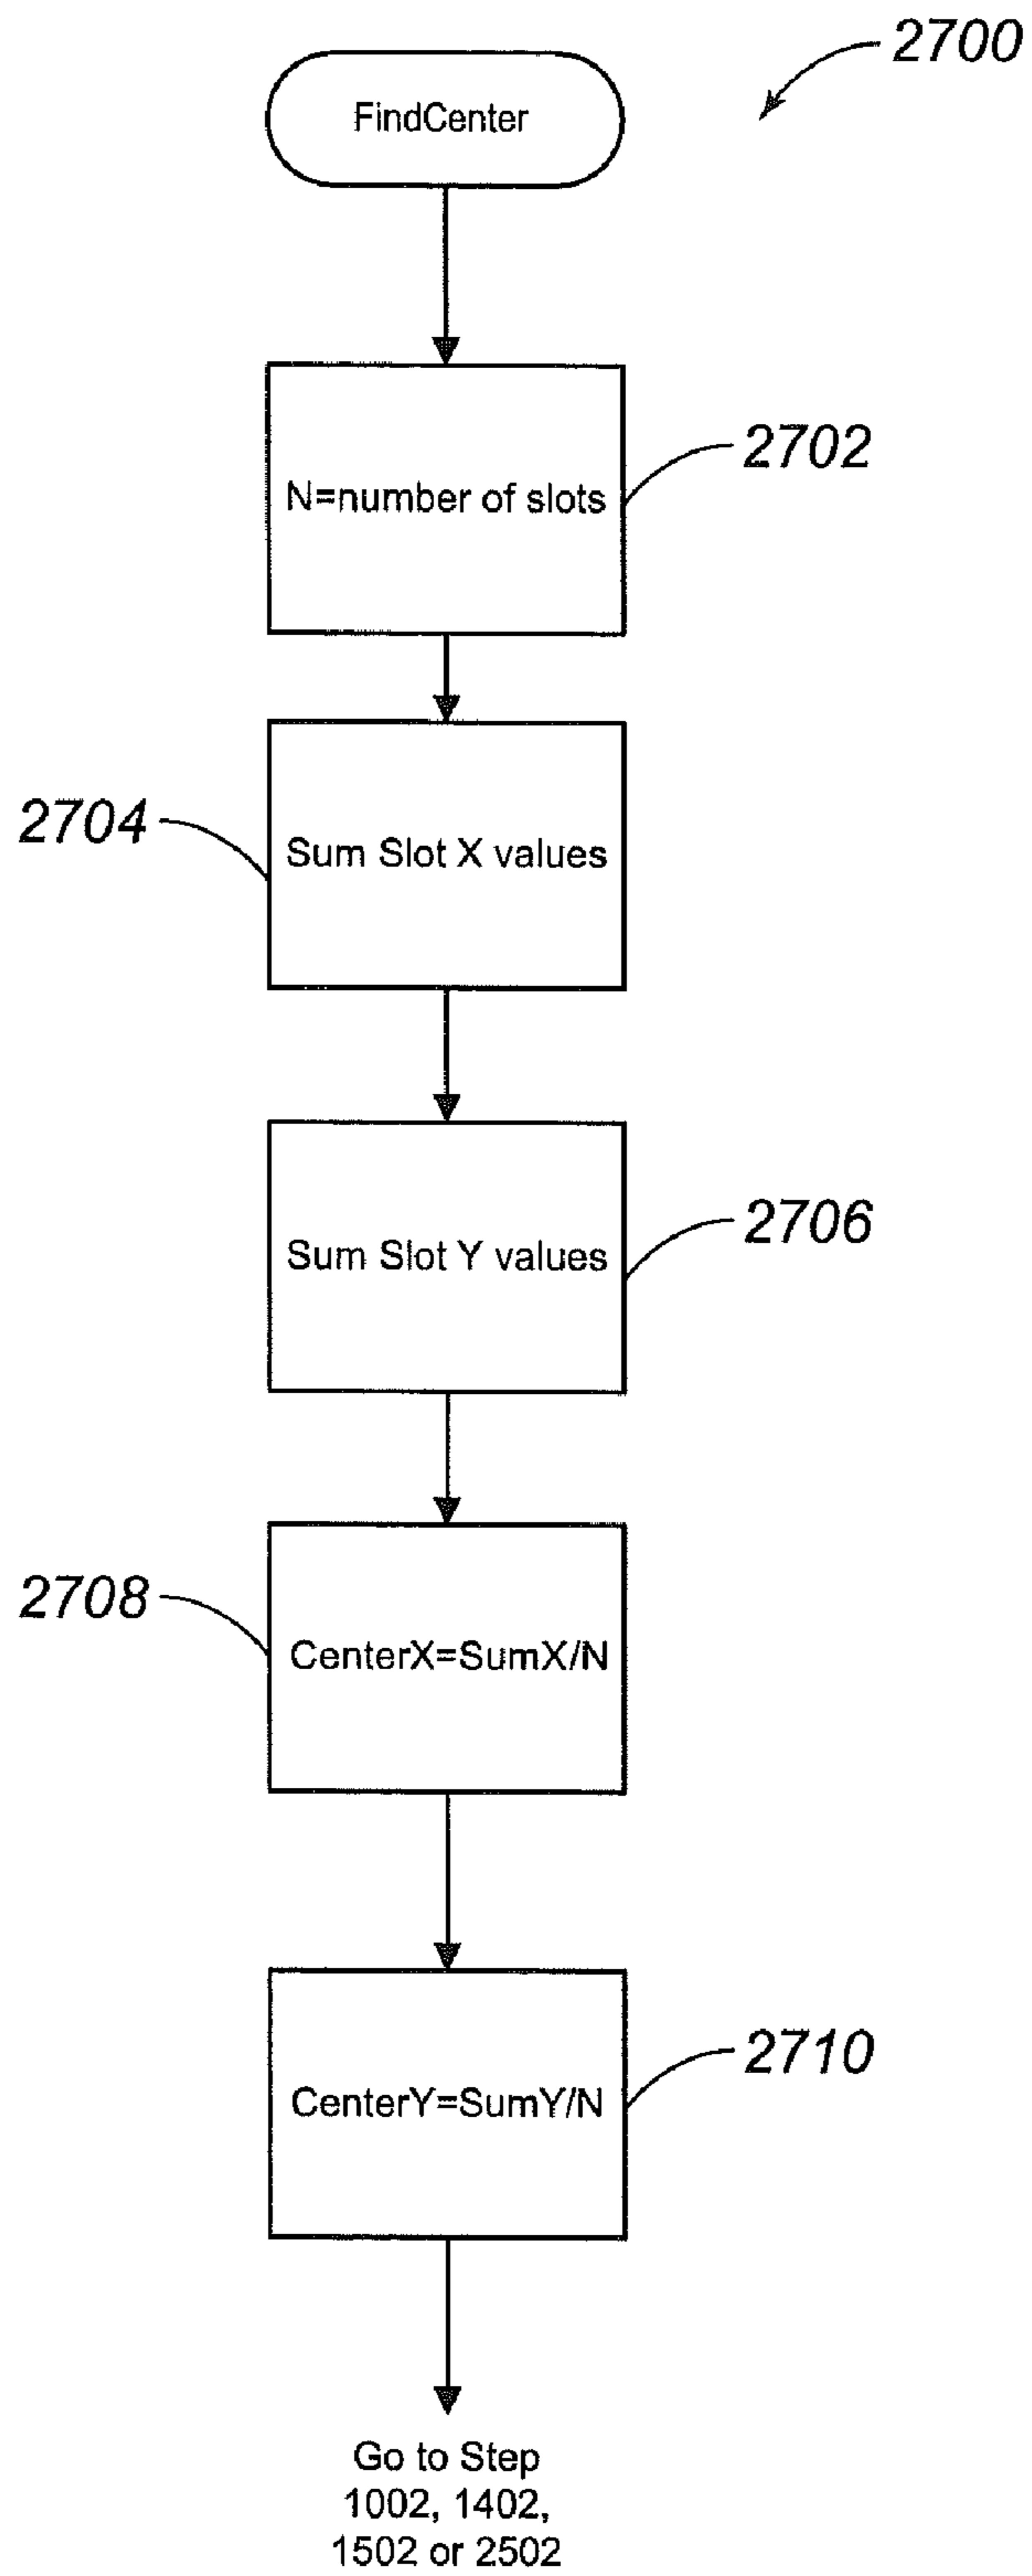 2700
FindCenter
2702
N=number of slots
2704
Sum Slot X values
2706
Sum Slot Y values
2708
CenterX=SumX/N
2710
CenterY=SumY/N
Go to Step
1002, 1402,
1502 or 2502